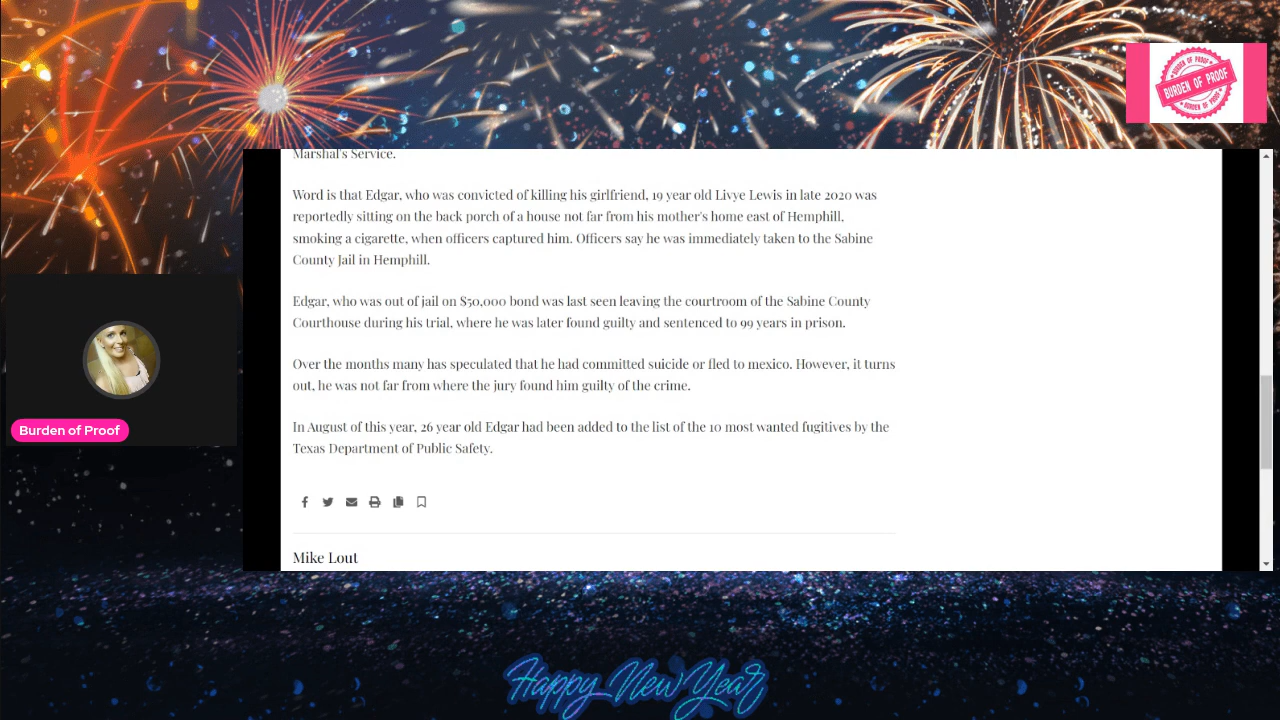 BURDEN OF PROOF
BURDEN OF PROOF
BURDEN OF PROOF
Marshal's Service.
Word is that Edgar, who was convicted of killing his girlfriend, 19 year old Livye Lewis in late 2020 was
reportedly sitting on the back porch of a house not far from his mother's home east of Hemphill,
smoking a cigarette, when officers captured him. Officers say he was immediately taken to the Sabine
County Jail in Hemphill.
Edgar, who was out of jail on $50,000 bond was last seen leaving the courtroom of the Sabine County
Courthouse during his trial, where he was later found guilty and sentenced to 99 years in prison.
Over the months many has speculated that he had committed suicide or fled to mexico. However, it turns
out, he was not far from where the jury found him guilty of the crime.
In August of this year, 26 year old Edgar had been added to the list of the 10 most wanted fugitives by the
Texas Department of Public Safety.
Mike Lout
Burden of Proof
Happy New Year